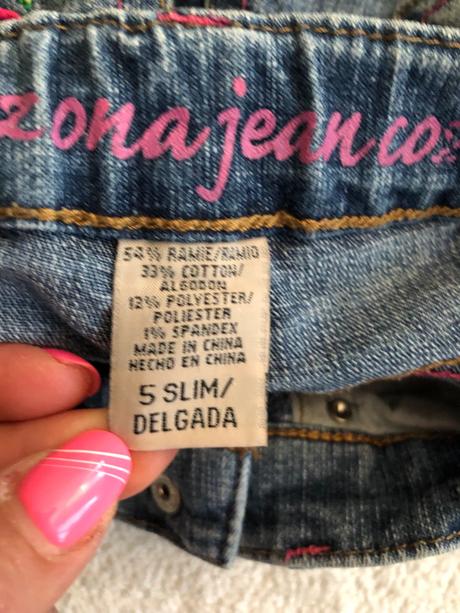 zona jean co
54% RAMIE/RAMIO
33% COTTON/
ALGODON
12% POLYESTER/
POLIESTER
1% SPANDEX
MADE IN CHINA
HECHO EN CHINA
5 SLIM/
DELGADA